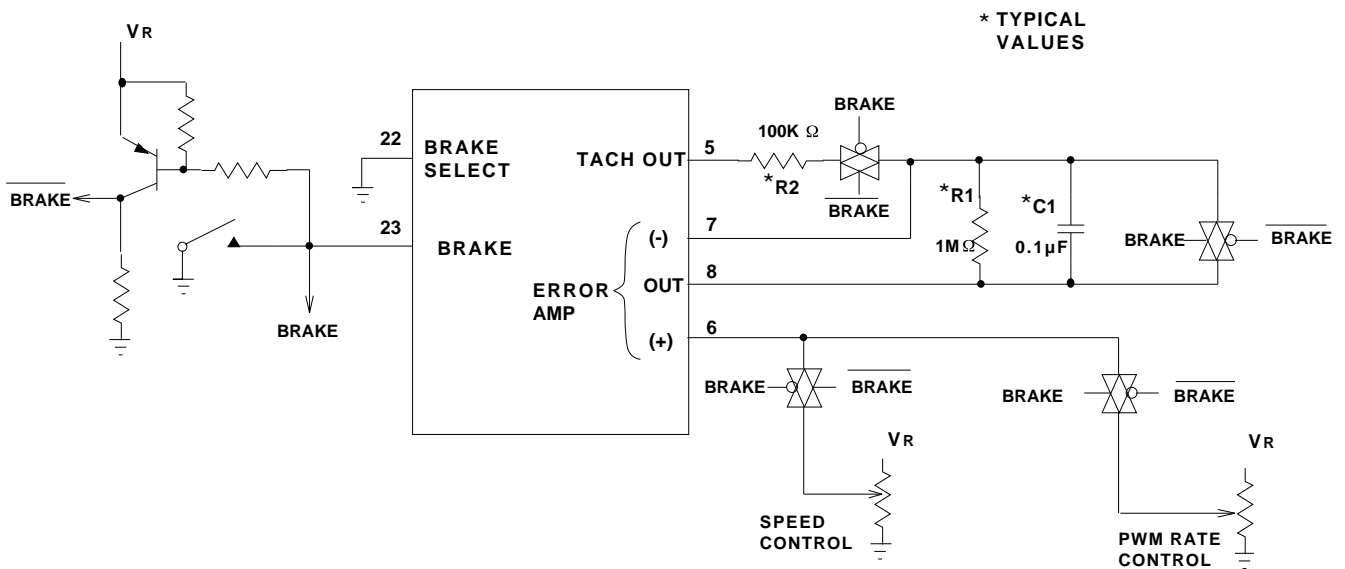 * TYPICAL
VALUES
VR
22
BRAKE
SELECT
TACH OUT
5
100K Ω
*R2
BRAKE
BRAKE
BRAKE
23
BRAKE
BRAKE
(-)
7
*R1
1MΩ
*C1
0.1µF
BRAKE
BRAKE
ERROR
AMP
OUT
8
(+)
6
BRAKE
BRAKE
BRAKE
BRAKE
VR
SPEED
CONTROL
VR
PWM RATE
CONTROL